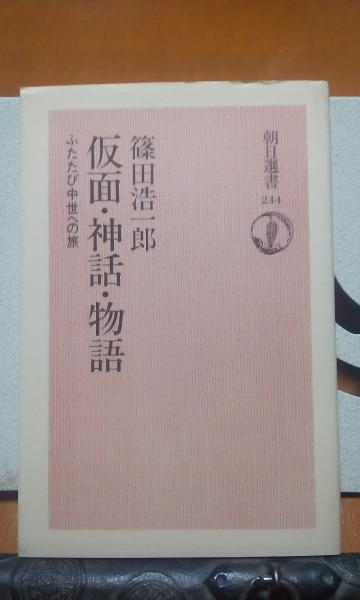 朝日選書
244
篠田浩一郎
仮面・神話・物語
ふたたび中世への旅